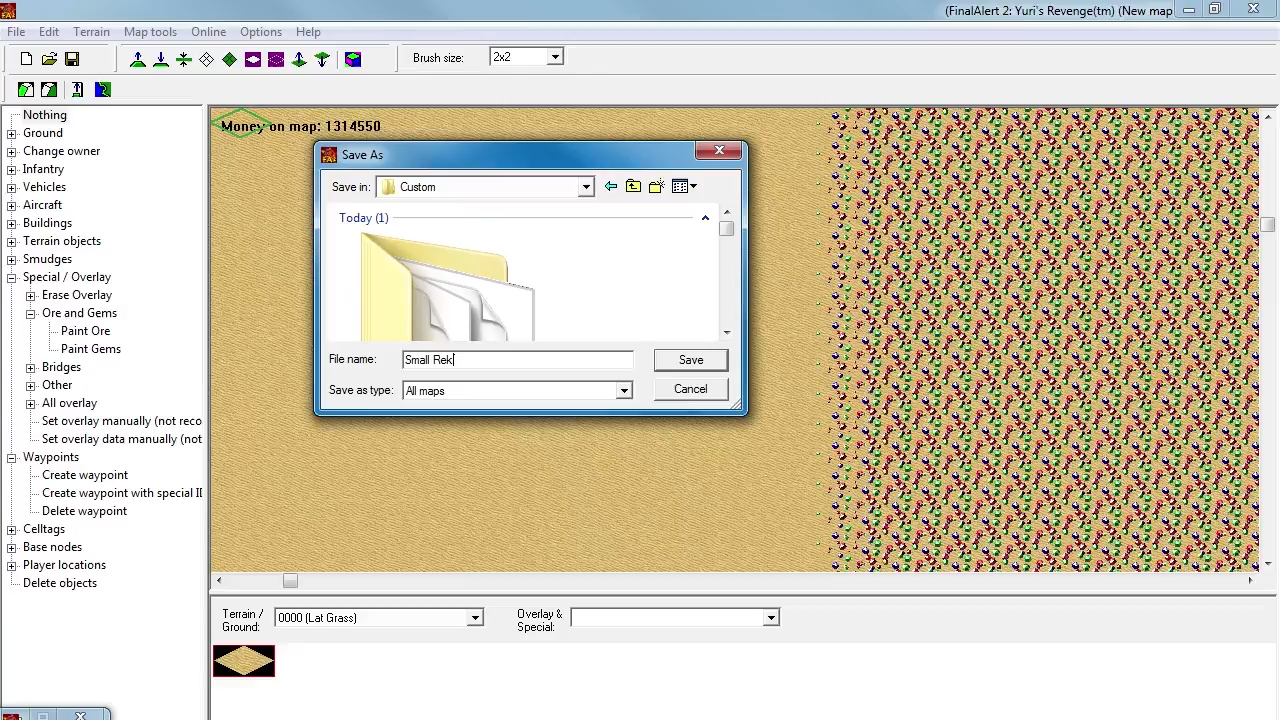 (FinalAlert 2: Yuri's Revenge(tm) (New map
File Edit Terrain Map tools Online Options Help
Brush size: 2x2
Nothing
Ground
Change owner
Infantry
Vehicles
Aircraft
Buildings
Terrain objects
Smudges
Special / Overlay
Erase Overlay
Ore and Gems
Paint Ore
Paint Gems
Bridges
Other
All overlay
Set overlay manually (not reco
Set overlay data manually (not
Waypoints
Create waypoint
Create waypoint with special II
Delete waypoint
Celltags
Base nodes
Player locations
Delete objects
Money on map: 1314550
Save As
Save in: Custom
Today (1)
File name: Small Rek
Save
Save as type: All maps
Cancel
Terrain / Ground: 0000 (Lat Grass)
Overlay & Special: